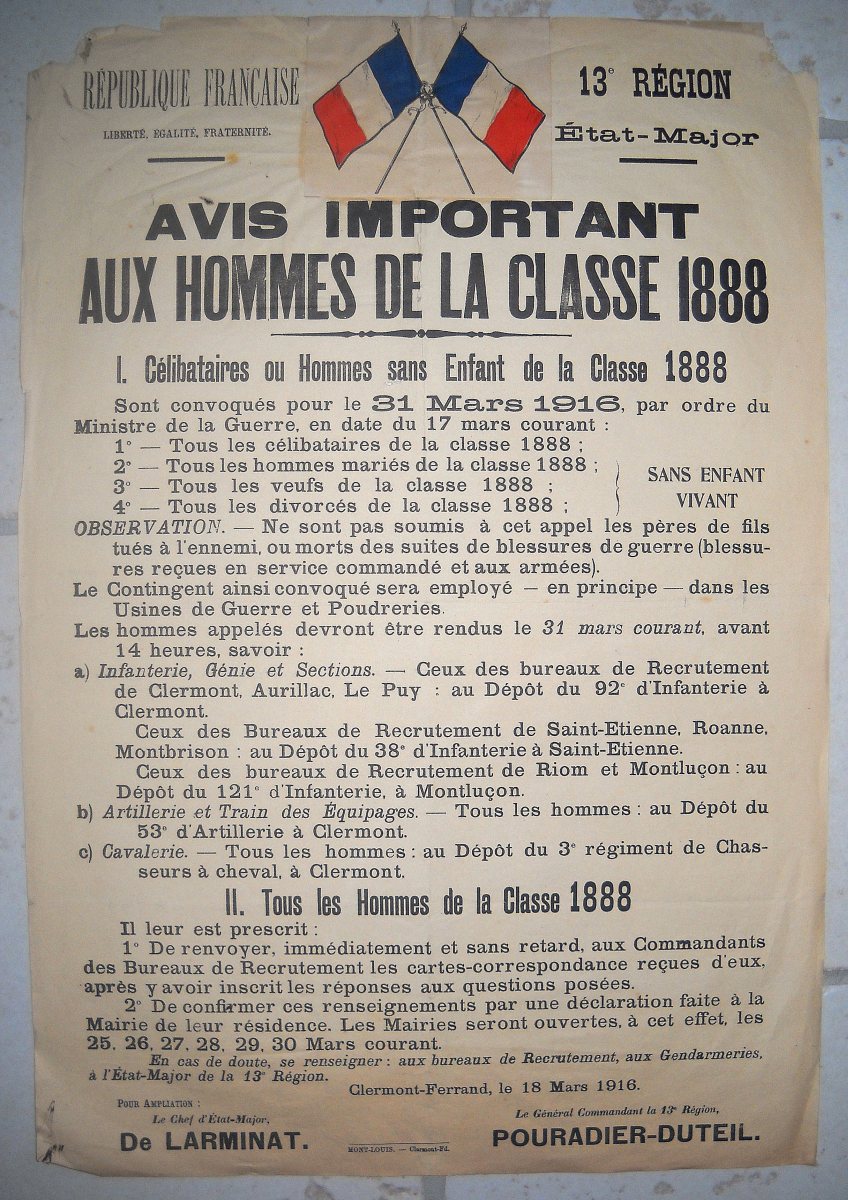 RÉPUBLIQUE FRANÇAISE
LIBERTÉ, ÉGALITÉ, FRATERNITÉ.
13e RÉGION
État-Major
AVIS IMPORTANT
AUX HOMMES DE LA CLASSE 1888
I. Célibataires ou Hommes sans Enfant de la Classe 1888
Sont convoqués pour le 31 Mars 1916, par ordre du
Ministre de la Guerre, en date du 17 mars courant :
1° — Tous les célibataires de la classe 1888 ;
2° — Tous les hommes mariés de la classe 1888 ;
3° — Tous les veufs de la classe 1888 ;
4° — Tous les divorcés de la classe 1888 ;
SANS ENFANT
VIVANT
OBSERVATION. — Ne sont pas soumis à cet appel les pères de fils
tués à l'ennemi, ou morts des suites de blessures de guerre (blessu-
res reçues en service commandé et aux armées).
Le Contingent ainsi convoqué sera employé — en principe — dans les
Usines de Guerre et Poudreries.
Les hommes appelés devront être rendus le 31 mars courant, avant
14 heures, savoir :
a) Infanterie, Génie et Sections. — Ceux des bureaux de Recrutement
de Clermont, Aurillac, Le Puy : au Dépôt du 92e d'Infanterie à
Clermont.
Ceux des Bureaux de Recrutement de Saint-Etienne, Roanne,
Montbrison : au Dépôt du 38e d'Infanterie à Saint-Etienne.
Ceux des bureaux de Recrutement de Riom et Montluçon : au
Dépôt du 121e d'Infanterie, à Montluçon.
b) Artillerie et Train des Équipages. — Tous les hommes : au Dépôt du
53e d'Artillerie à Clermont.
c) Cavalerie. — Tous les hommes : au Dépôt du 3e régiment de Chas-
seurs à cheval, à Clermont.
II. Tous les Hommes de la Classe 1888
Il leur est prescrit :
1° De renvoyer, immédiatement et sans retard, aux Commandants
des Bureaux de Recrutement les cartes-correspondance reçues d'eux,
après y avoir inscrit les réponses aux questions posées.
2° De confirmer ces renseignements par une déclaration faite à la
Mairie de leur résidence. Les Mairies seront ouvertes, à cet effet, les
25, 26, 27, 28, 29, 30 Mars courant.
En cas de doute, se renseigner : aux bureaux de Recrutement, aux Gendarmeries,
à l'État-Major de la 13e Région.
Clermont-Ferrand, le 18 Mars 1916.
POUR AMPLIATION :
Le Chef d'État-Major,
De LARMINAT.
MONT-LOUIS. — Clermont-Fd.
Le Général Commandant la 13e Région,
POURADIER-DUTEIL.